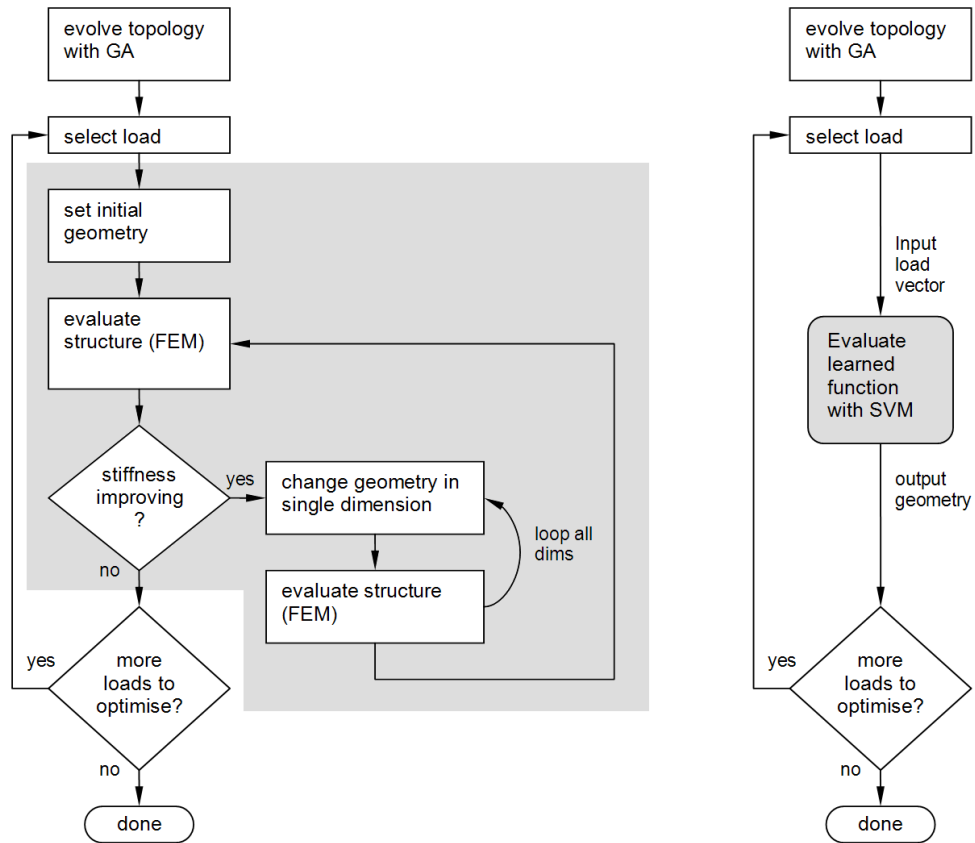 evolve topology
with GA
select load
set initial
geometry
evaluate
structure (FEM)
stiffness
improving
?
yes
change geometry in
single dimension
loop all
dims
evaluate structure
(FEM)
no
yes
more
loads to
optimise?
no
done
evolve topology
with GA
select load
Input
load
vector
Evaluate
learned
function
with SVM
output
geometry
yes
more
loads to
optimise?
no
done